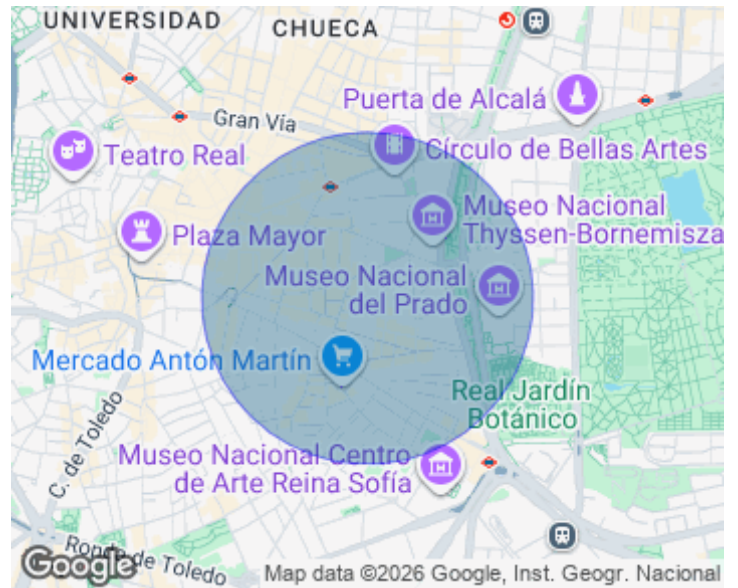 UNIVERSIDAD
CHUECA
Puerta de Alcalá
Gran Vía
Teatro Real
Círculo de Bellas Artes
Museo Nacional
Thyssen-Bornemisza
Plaza Mayor
Museo Nacional
del Prado
Mercado Antón Martín
Real Jardín
Botánico
C. de Toledo
Museo Nacional Centro
de Arte Reina Sofía
Ronda de Toledo
Google
Map data ©2026 Google, Inst. Geogr. Nacional